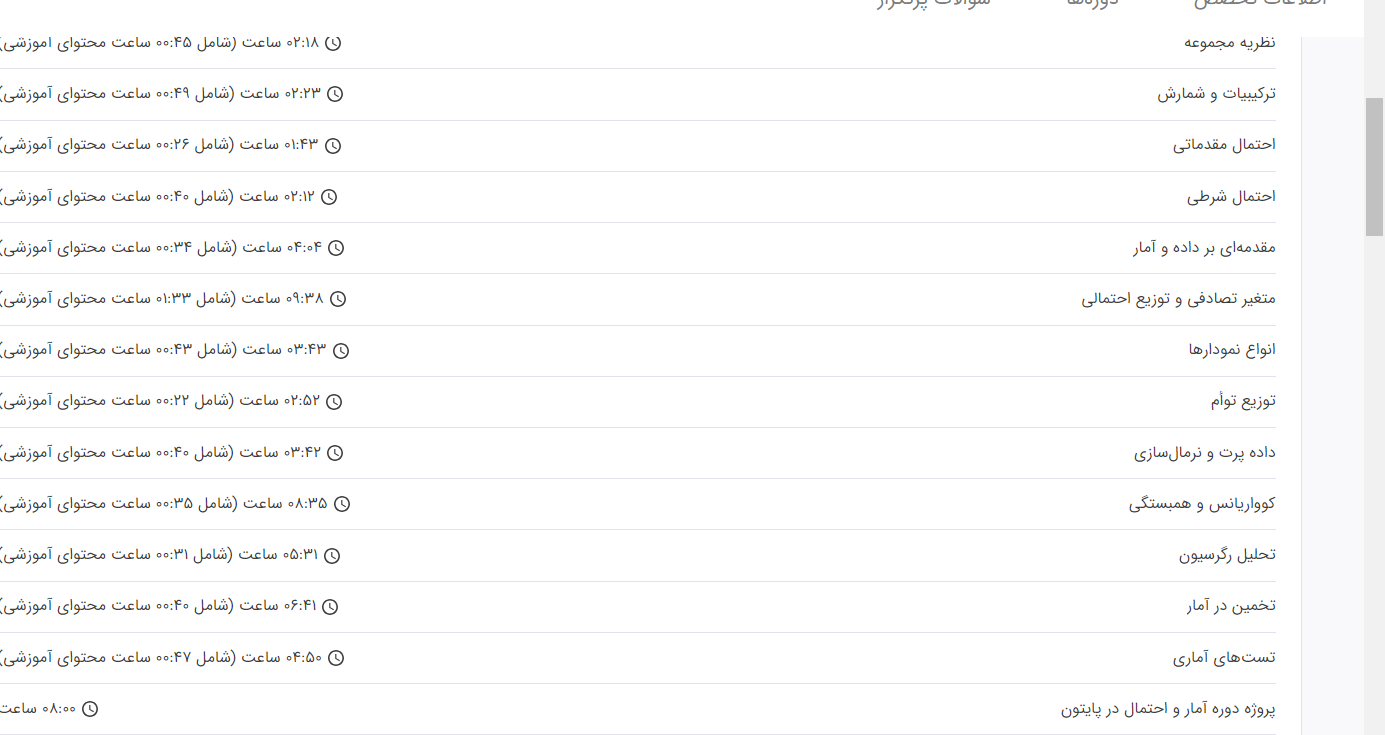 اطلاعات تخصص دوره‌ها سوالات پرتکرار
نظریه مجموعه ۰۲:۱۸ ساعت (شامل ۰۰:۴۵ ساعت محتوای آموزشی)
ترکیبیات و شمارش ۰۲:۲۳ ساعت (شامل ۰۰:۴۹ ساعت محتوای آموزشی)
احتمال مقدماتی ۰۱:۴۳ ساعت (شامل ۰۰:۲۶ ساعت محتوای آموزشی)
احتمال شرطی ۰۲:۱۲ ساعت (شامل ۰۰:۴۰ ساعت محتوای آموزشی)
مقدمه‌ای بر داده و آمار ۰۴:۰۴ ساعت (شامل ۰۰:۳۴ ساعت محتوای آموزشی)
متغیر تصادفی و توزیع احتمالی ۰۹:۳۸ ساعت (شامل ۰۱:۳۳ ساعت محتوای آموزشی)
انواع نمودارها ۰۳:۴۳ ساعت (شامل ۰۰:۴۳ ساعت محتوای آموزشی)
توزیع توأم ۰۲:۵۲ ساعت (شامل ۰۰:۲۲ ساعت محتوای آموزشی)
داده پرت و نرمال‌سازی ۰۳:۴۲ ساعت (شامل ۰۰:۴۰ ساعت محتوای آموزشی)
کوواریانس و همبستگی ۰۸:۳۵ ساعت (شامل ۰۰:۳۵ ساعت محتوای آموزشی)
تحلیل رگرسیون ۰۵:۳۱ ساعت (شامل ۰۰:۳۱ ساعت محتوای آموزشی)
تخمین در آمار ۰۶:۴۱ ساعت (شامل ۰۰:۴۰ ساعت محتوای آموزشی)
تست‌های آماری ۰۴:۵۰ ساعت (شامل ۰۰:۴۷ ساعت محتوای آموزشی)
پروژه دوره آمار و احتمال در پایتون ۰۸:۰۰ ساعت